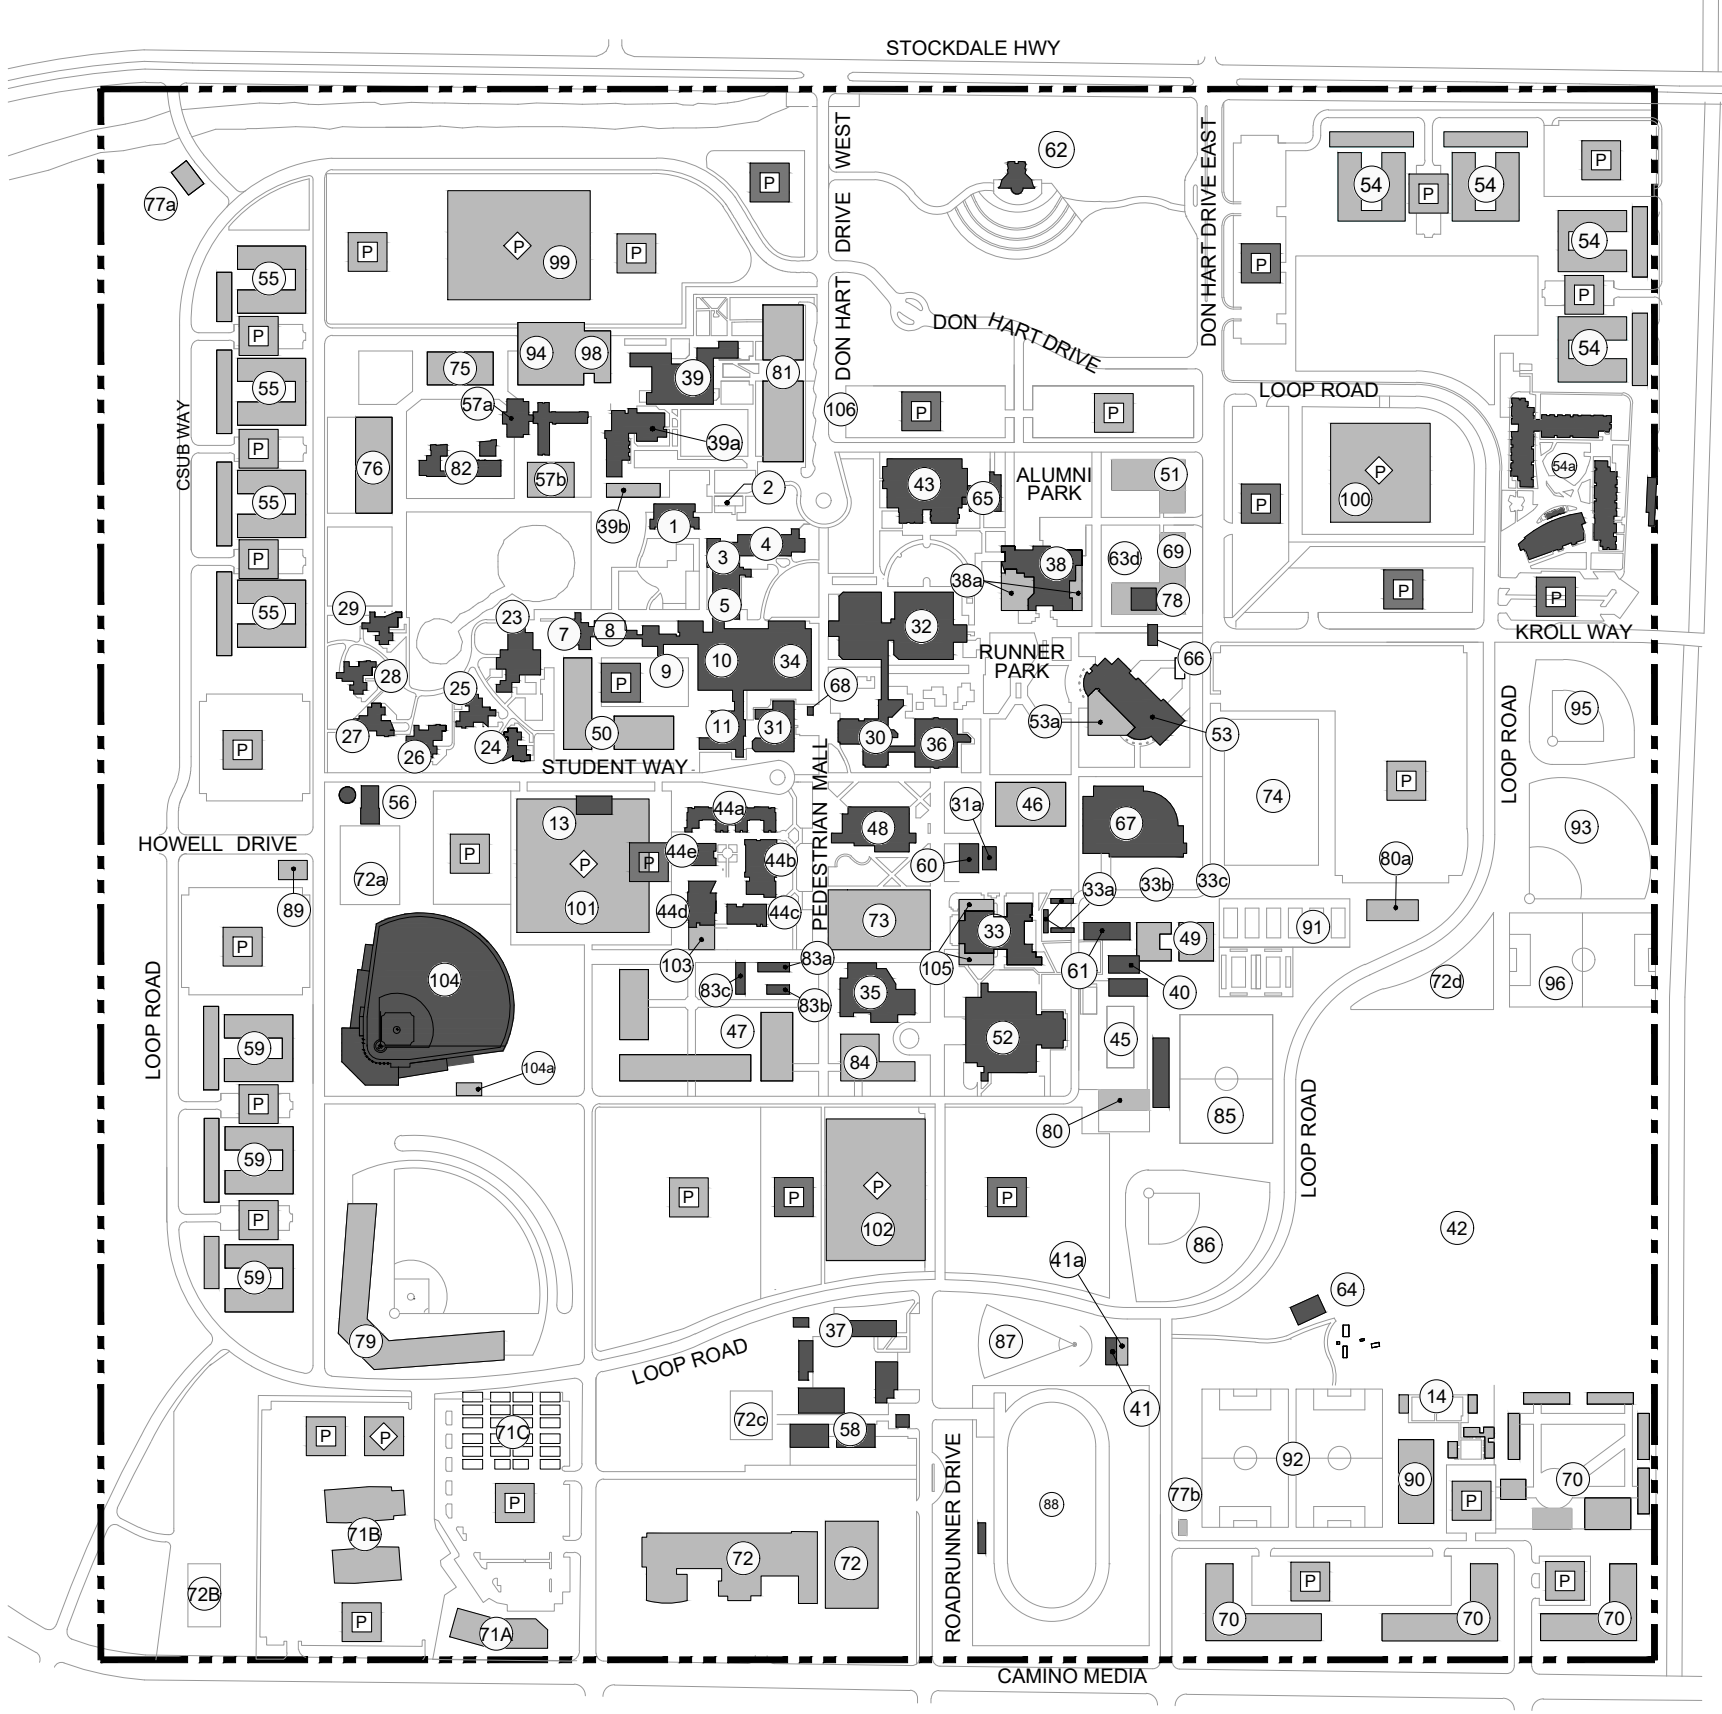 STOCKDALE HWY
62
DON HART DRIVE WEST
DON HART DRIVE EAST
P
P
54
54
P
77a
54
P
P
P
99
P
55
P
DON HART DRIVE
P
54
94
98
75
39
81
LOOP ROAD
55
57a
106
P
P
CSUB WAY
39a
P
76
82
57b
43
65
ALUMNI
PARK
51
P
100
54a
2
55
39b
1
P
4
3
63d
69
38
38a
P
P
78
P
55
29
23
5
7
8
32
KROLL WAY
10
34
9
RUNNER
PARK
66
28
P
25
68
LOOP ROAD
95
27
26
24
50
11
31
30
36
53a
53
P
STUDENT WAY
PEDESTRIAN MALL
P
56
13
44a
31a
46
74
48
67
93
HOWELL DRIVE
P
P
P
44e
44b
60
80a
72a
33a
33b
33c
89
101
44d
44c
73
33
91
P
49
103
83a
105
61
LOOP ROAD
104
83c
83b
35
40
72d
96
47
52
45
59
84
104a
P
85
80
LOOP ROAD
59
P
P
P
P
P
102
42
86
41a
59
64
79
37
87
LOOP ROAD
41
14
72c
58
71C
P
P
ROADRUNNER DRIVE
92
90
70
77b
P
88
P
71B
72
72
P
P
72B
P
71A
70
70
70
CAMINO MEDIA